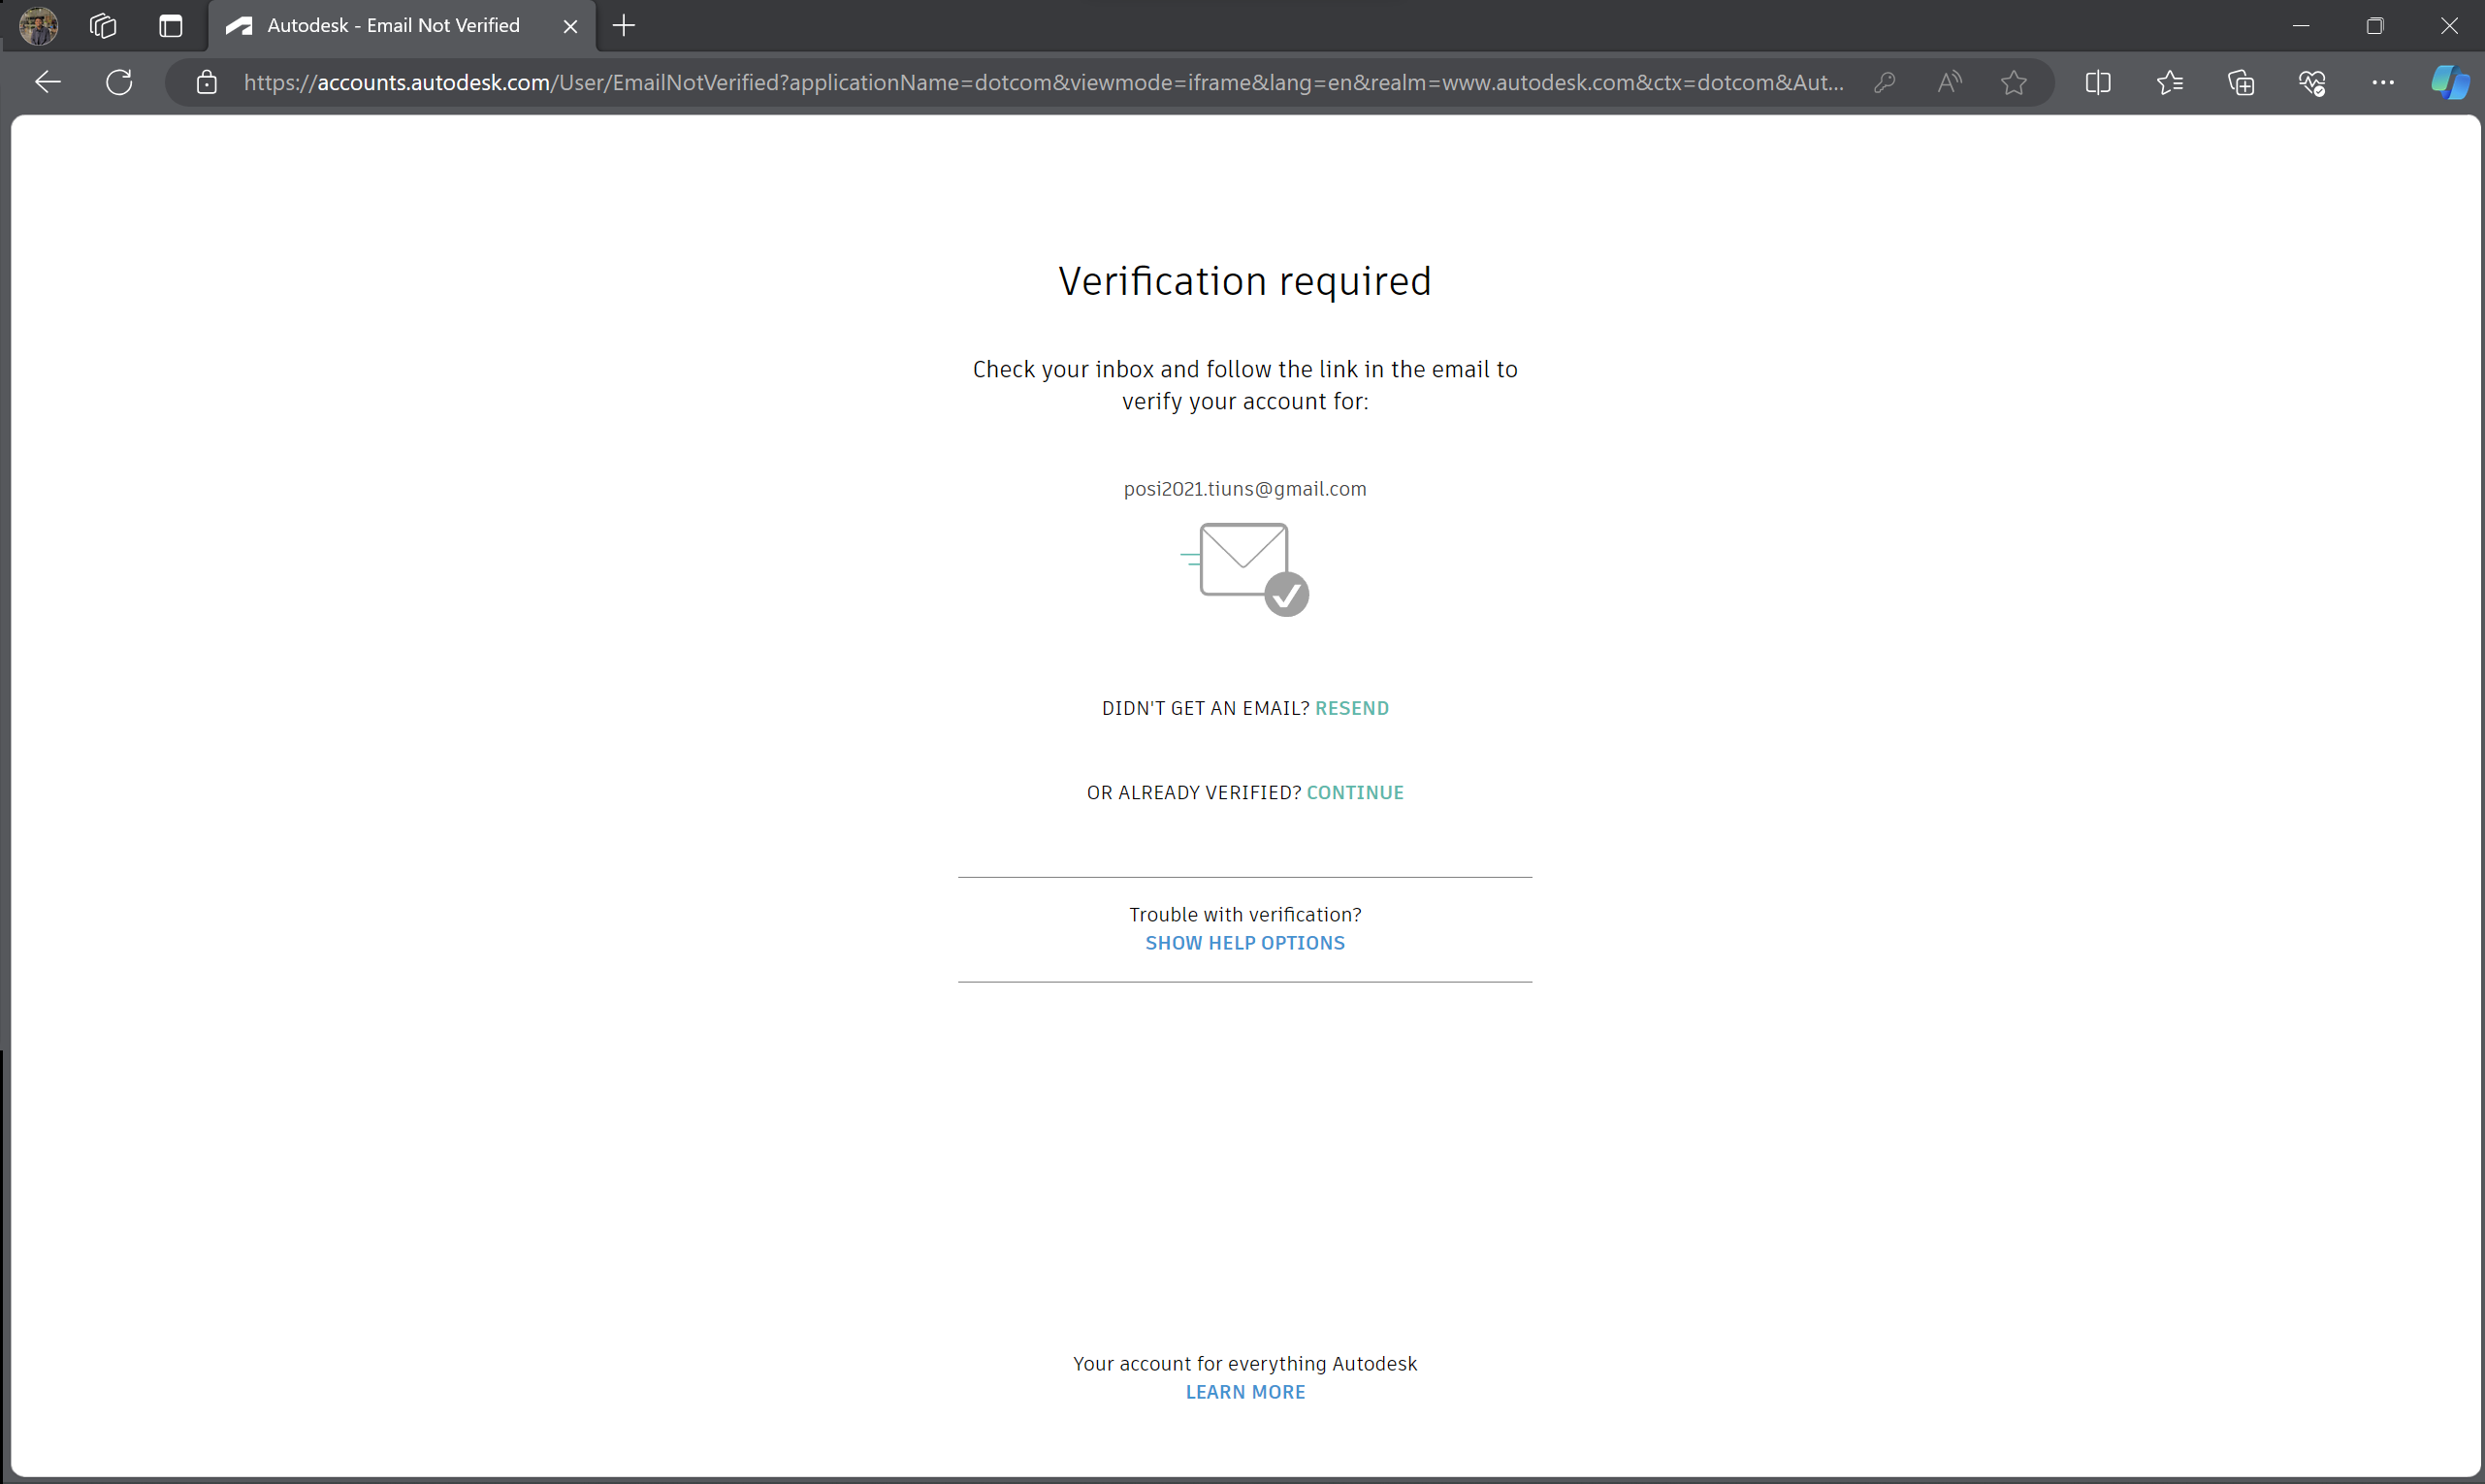 Autodesk - Email Not Verified
https://accounts.autodesk.com/User/EmailNotVerified?applicationName=dotcom&viewmode=iframe&lang=en&realm=www.autodesk.com&ctx=dotcom&Aut...
Verification required
Check your inbox and follow the link in the email to
verify your account for:
posi2021.tiuns@gmail.com
DIDN'T GET AN EMAIL? RESEND
OR ALREADY VERIFIED? CONTINUE
Trouble with verification?
SHOW HELP OPTIONS
Your account for everything Autodesk
LEARN MORE